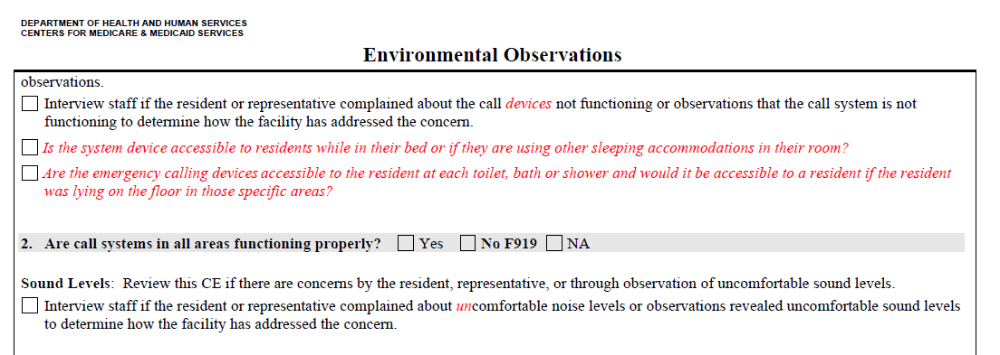 DEPARTMENT OF HEALTH AND HUMAN SERVICES
CENTERS FOR MEDICARE & MEDICAID SERVICES
Environmental Observations
observations.
Interview staff if the resident or representative complained about the call devices not functioning or observations that the call system is not
functioning to determine how the facility has addressed the concern.
Is the system device accessible to residents while in their bed or if they are using other sleeping accommodations in their room?
Are the emergency calling devices accessible to the resident at each toilet, bath or shower and would it be accessible to a resident if the resident
was lying on the floor in those specific areas?
2. Are call systems in all areas functioning properly? Yes No F919 NA
Sound Levels: Review this CE if there are concerns by the resident, representative, or through observation of uncomfortable sound levels.
Interview staff if the resident or representative complained about uncomfortable noise levels or observations revealed uncomfortable sound levels
to determine how the facility has addressed the concern.